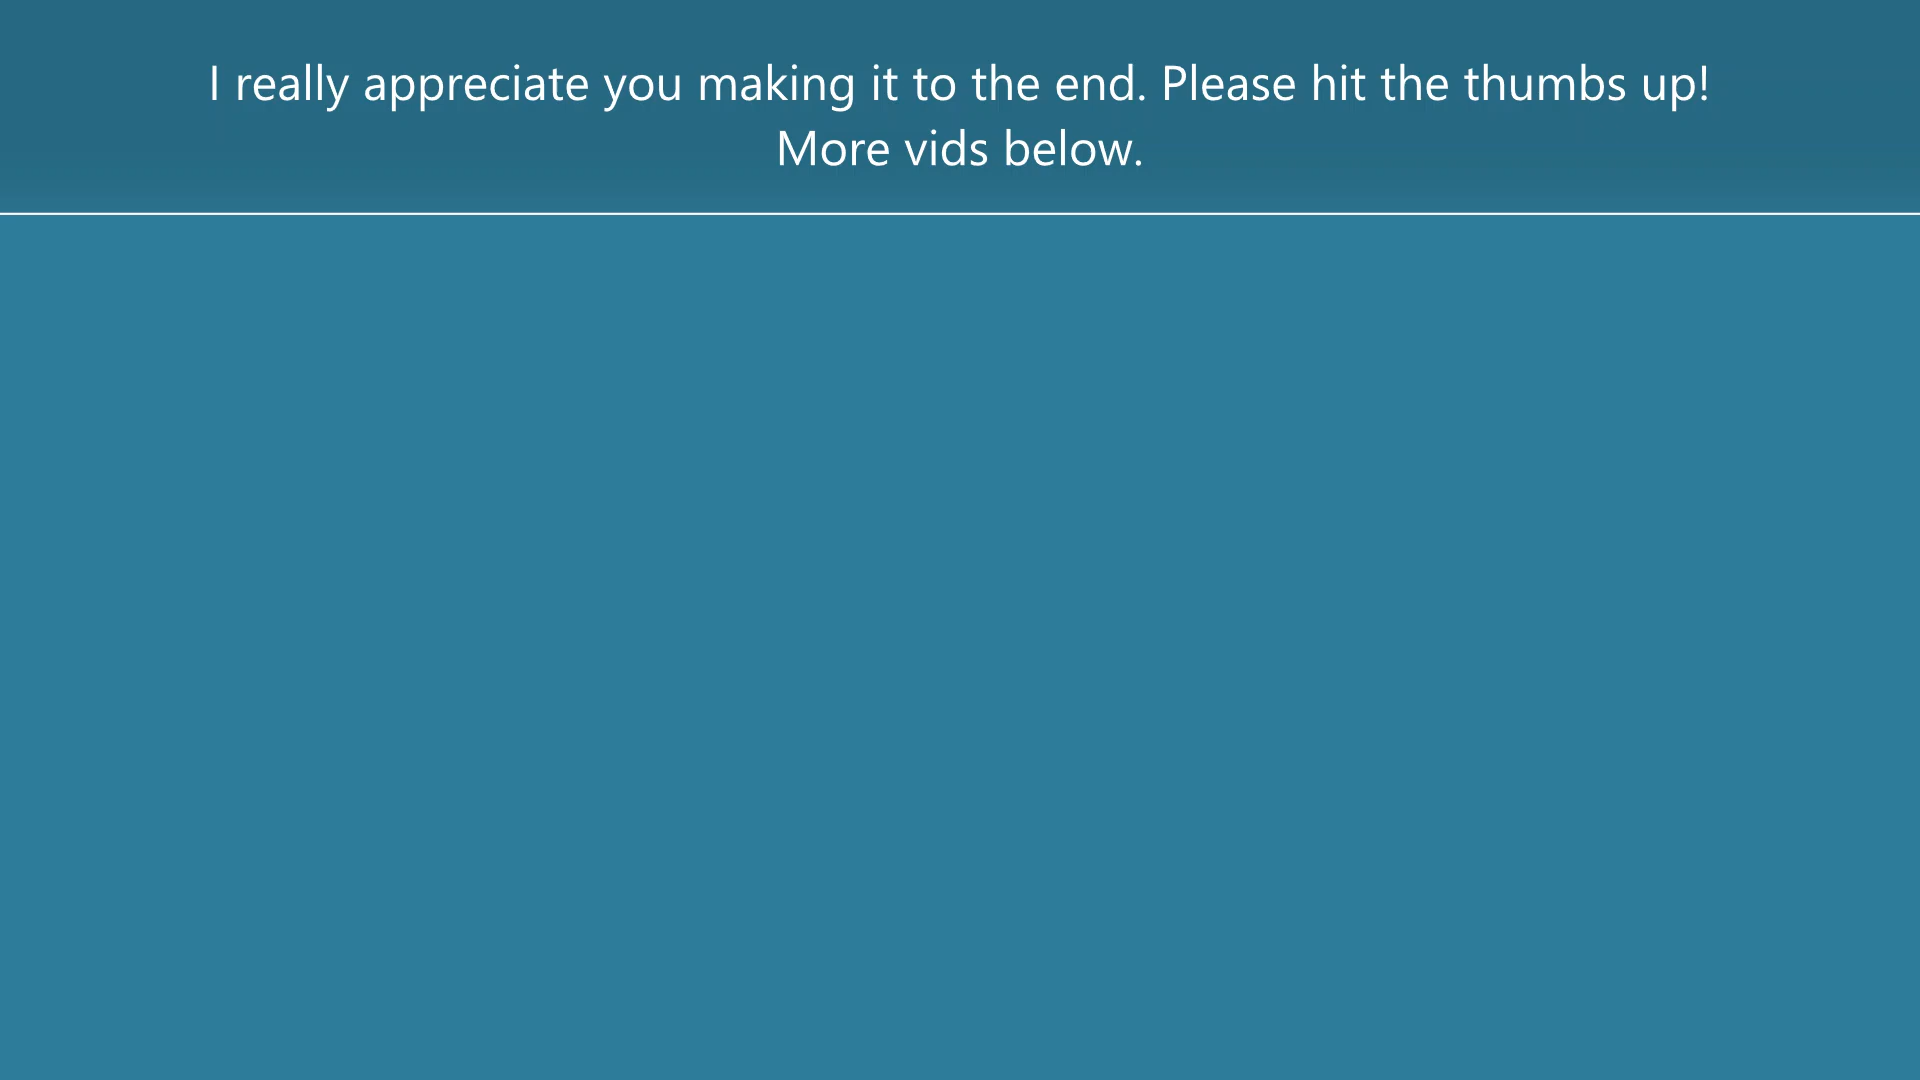 I really appreciate you making it to the end. Please hit the thumbs up!
More vids below.